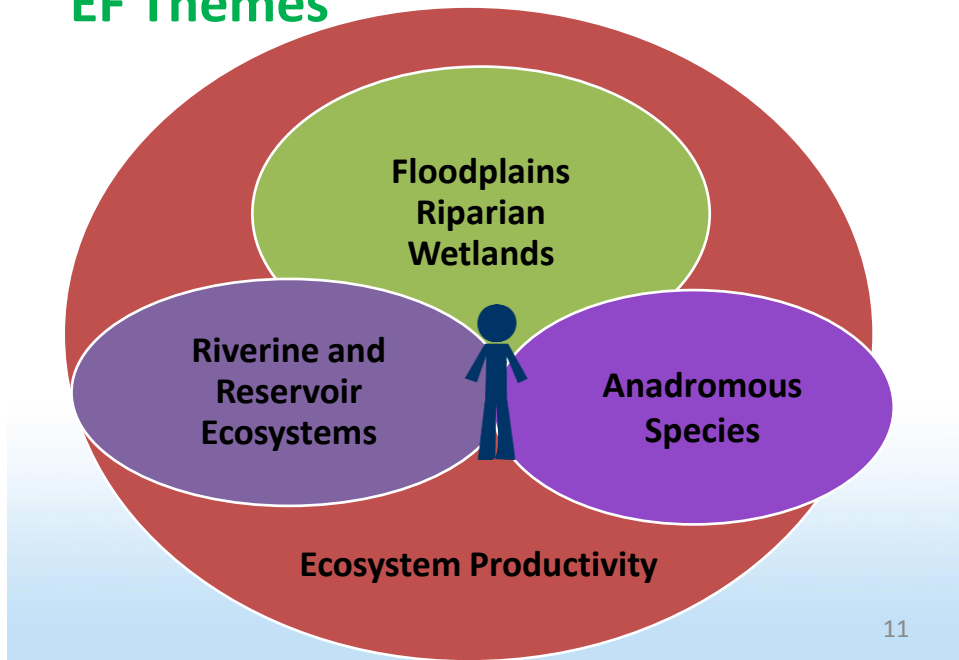 EF Themes
Floodplains
Riparian
Wetlands
Riverine and
Reservoir
Ecosystems
Anadromous
Species
Ecosystem Productivity
11